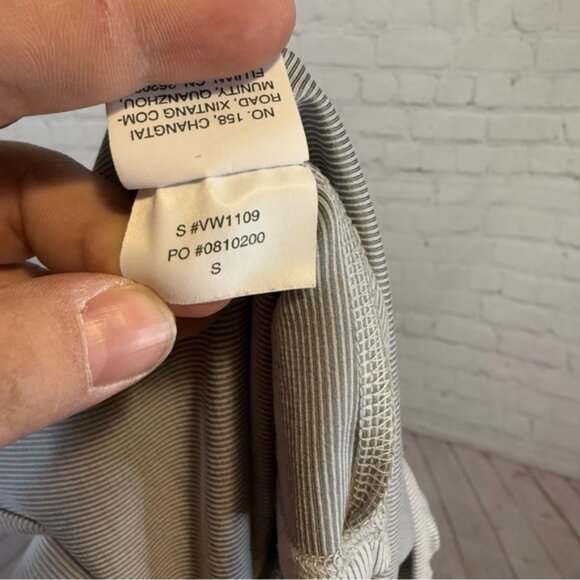 NO. 158, CHANGTAI
ROAD, XINTANG COM-
MUNITY, QUANZHOU,
FUJIAN, CN,
S #VW1109
PO #0810200
S